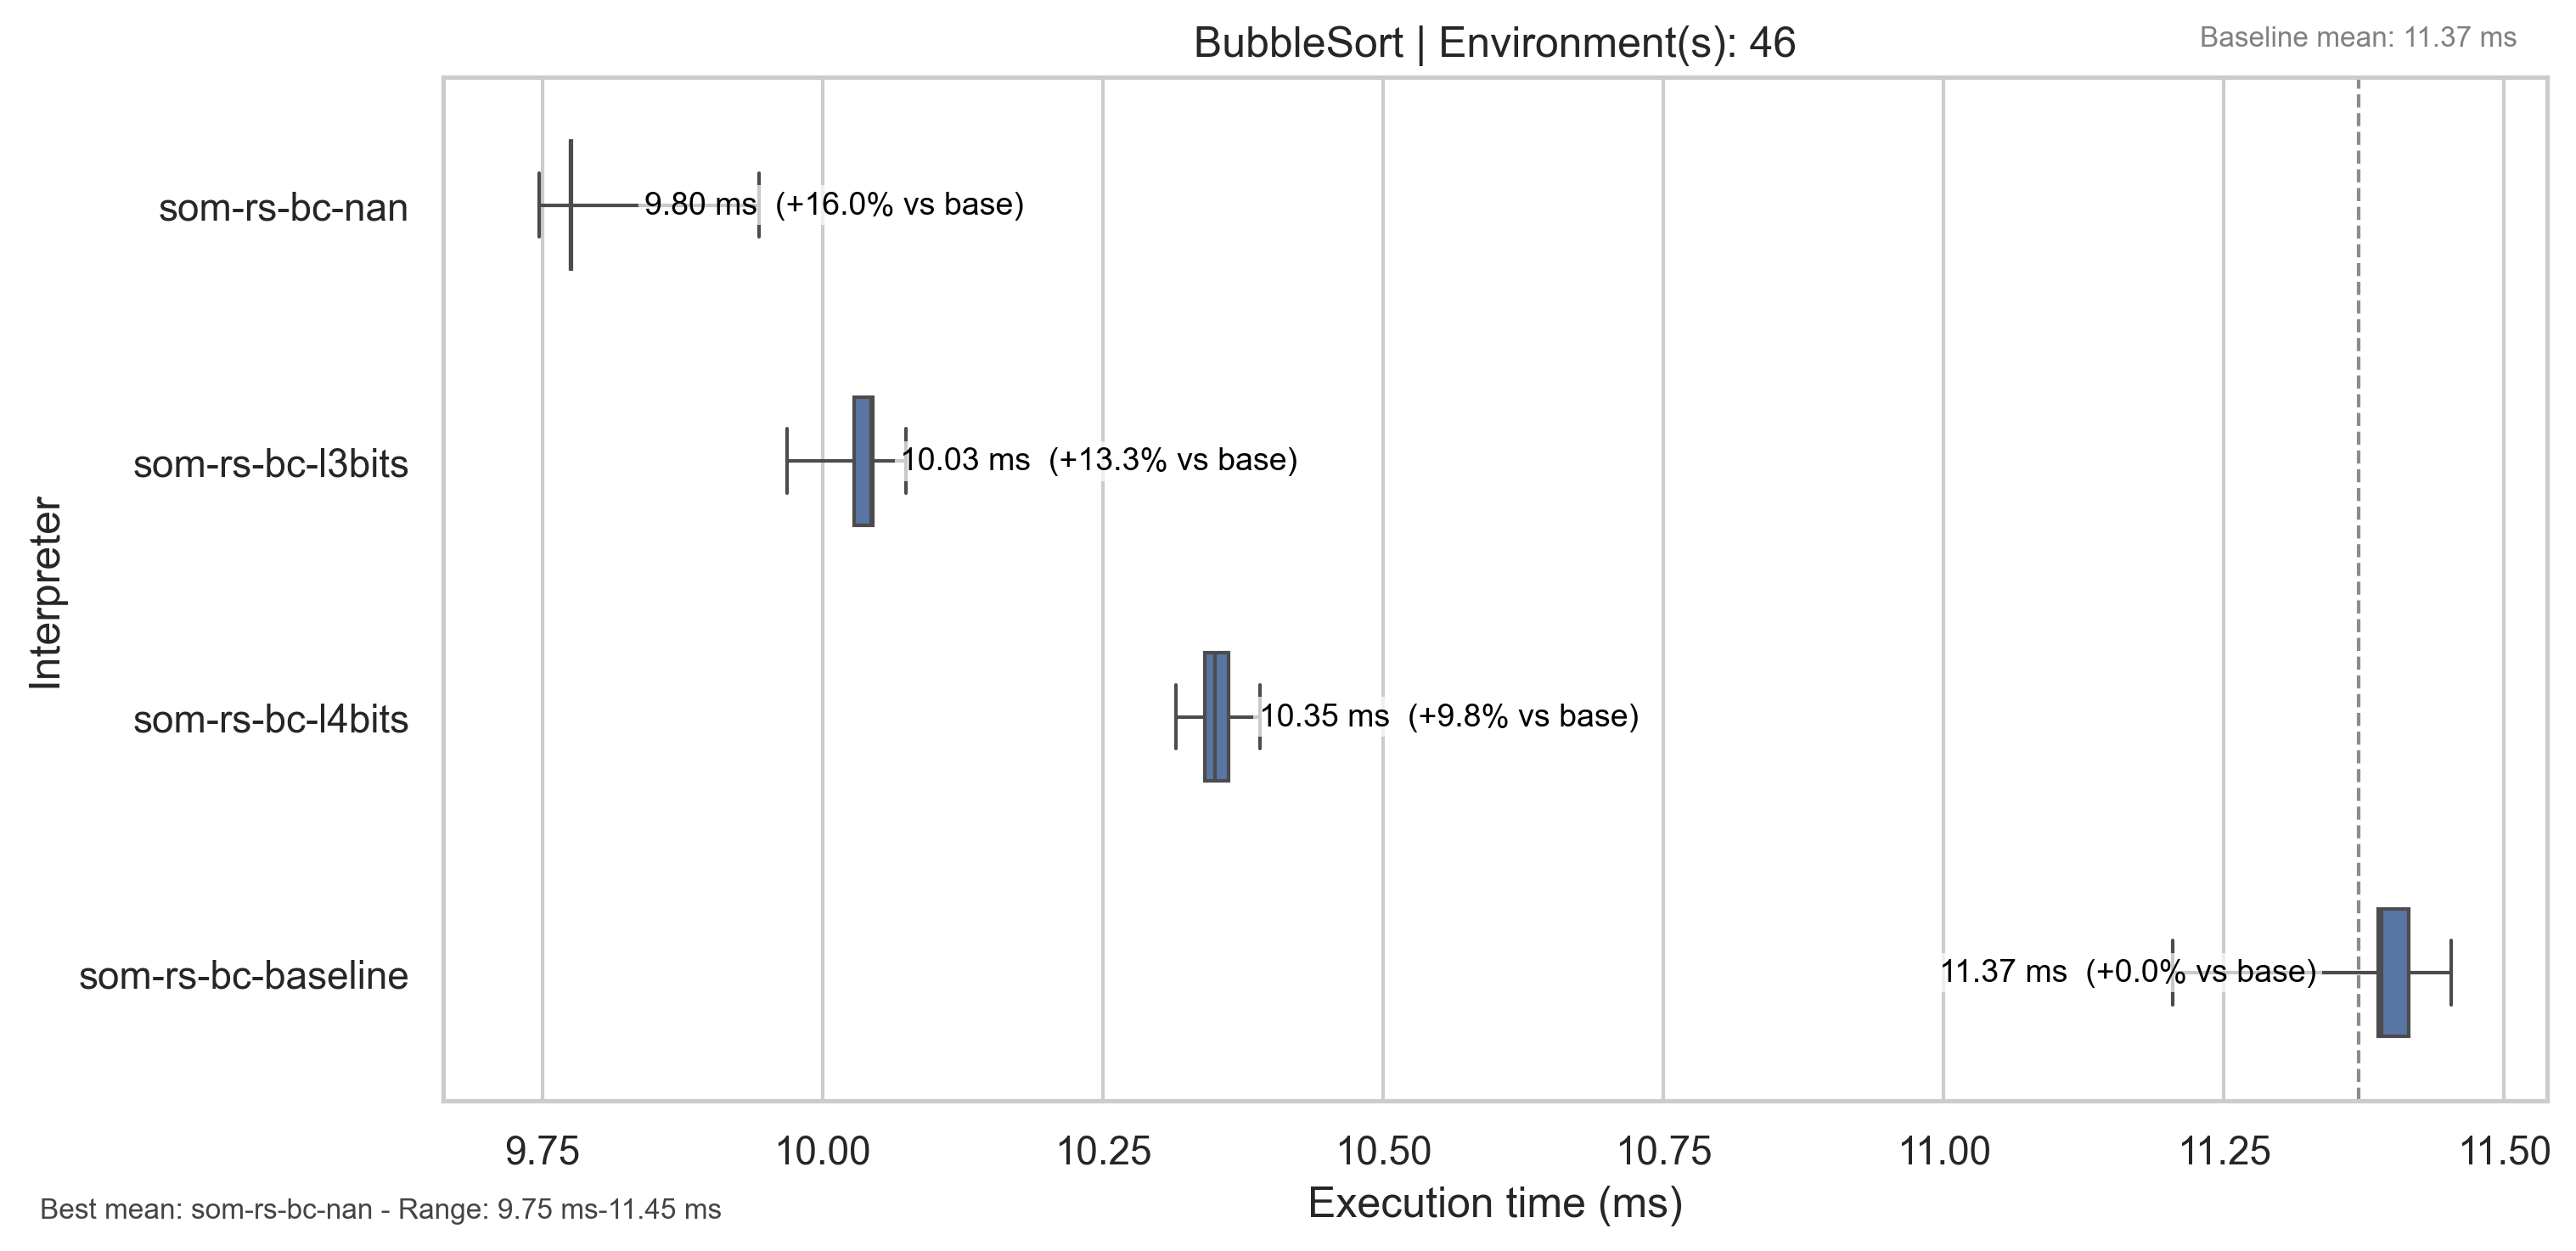 BubbleSort | Environment(s): 46
Baseline mean: 11.37 ms
som-rs-bc-nan
9.80 ms (+16.0% vs base)
som-rs-bc-l3bits
10.03 ms (+13.3% vs base)
Interpreter
som-rs-bc-l4bits
10.35 ms (+9.8% vs base)
som-rs-bc-baseline
11.37 ms (+0.0% vs base)
9.75 10.00 10.25 10.50 10.75 11.00 11.25 11.50
Execution time (ms)
Best mean: som-rs-bc-nan - Range: 9.75 ms-11.45 ms